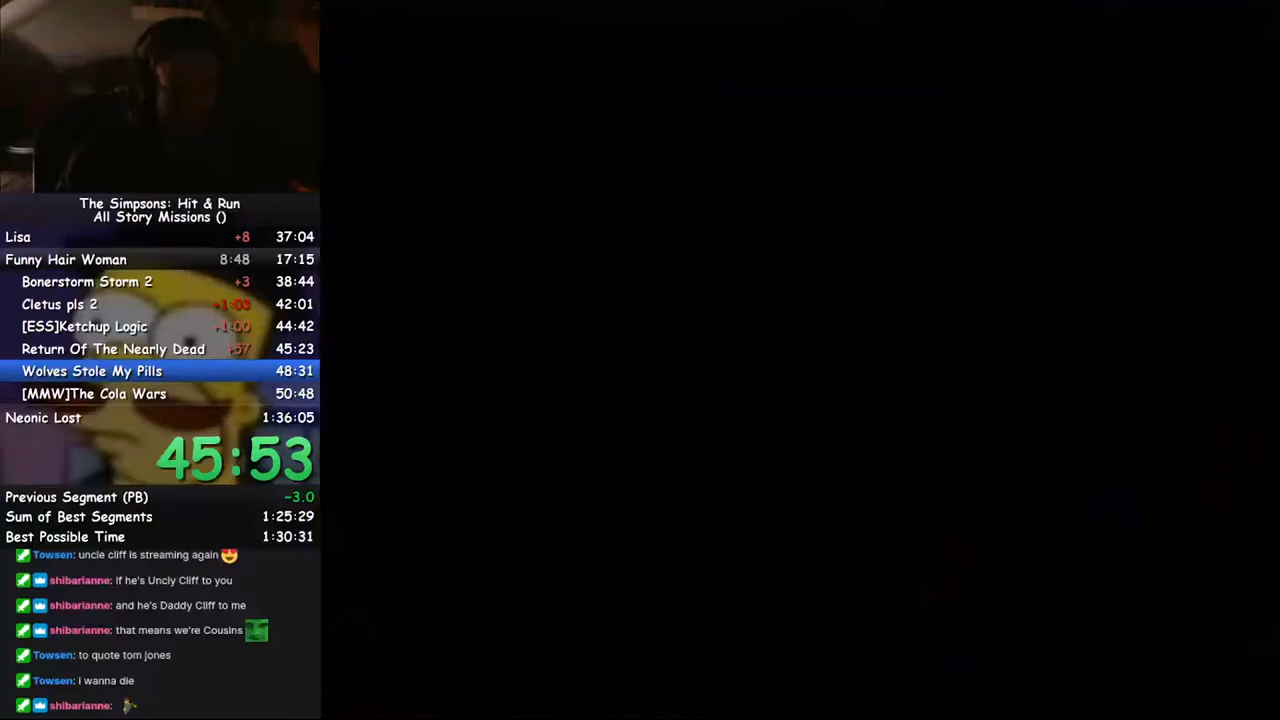 The Simpsons: Hit & Run
All Story Missions ()
Lisa +8 37:04
Funny Hair Woman 8:48 17:15
Bonerstorm Storm 2 +3 38:44
Cletus pls 2 +1:03 42:01
[ESS]Ketchup Logic +1:00 44:42
Return Of The Nearly Dead +57 45:23
Wolves Stole My Pills 48:31
[MMW]The Cola Wars 50:48
Neonic Lost 1:36:05
45:53
Previous Segment (PB) -3.0
Sum of Best Segments 1:25:29
Best Possible Time 1:30:31
Towsen: uncle cliff is streaming again
shibarianne: If he's Uncly Cliff to you
shibarianne: and he's Daddy Cliff to me
shibarianne: that means we're Cousins
Towsen: to quote tom jones
Towsen: I wanna die
shibarianne: